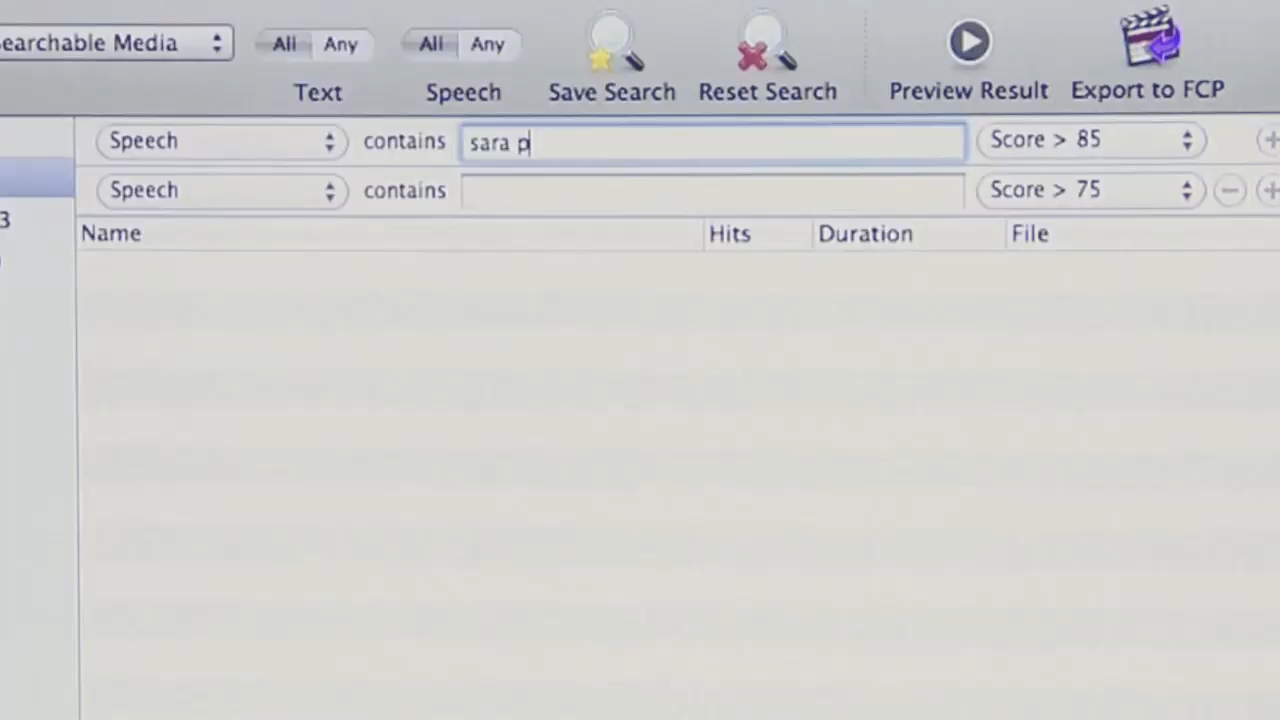 earchable Media
All Any
All Any
Text
Speech
Save Search
Reset Search
Preview Result
Export to FCP
Speech contains sara p Score > 85
Speech contains Score > 75
3
Name Hits Duration File